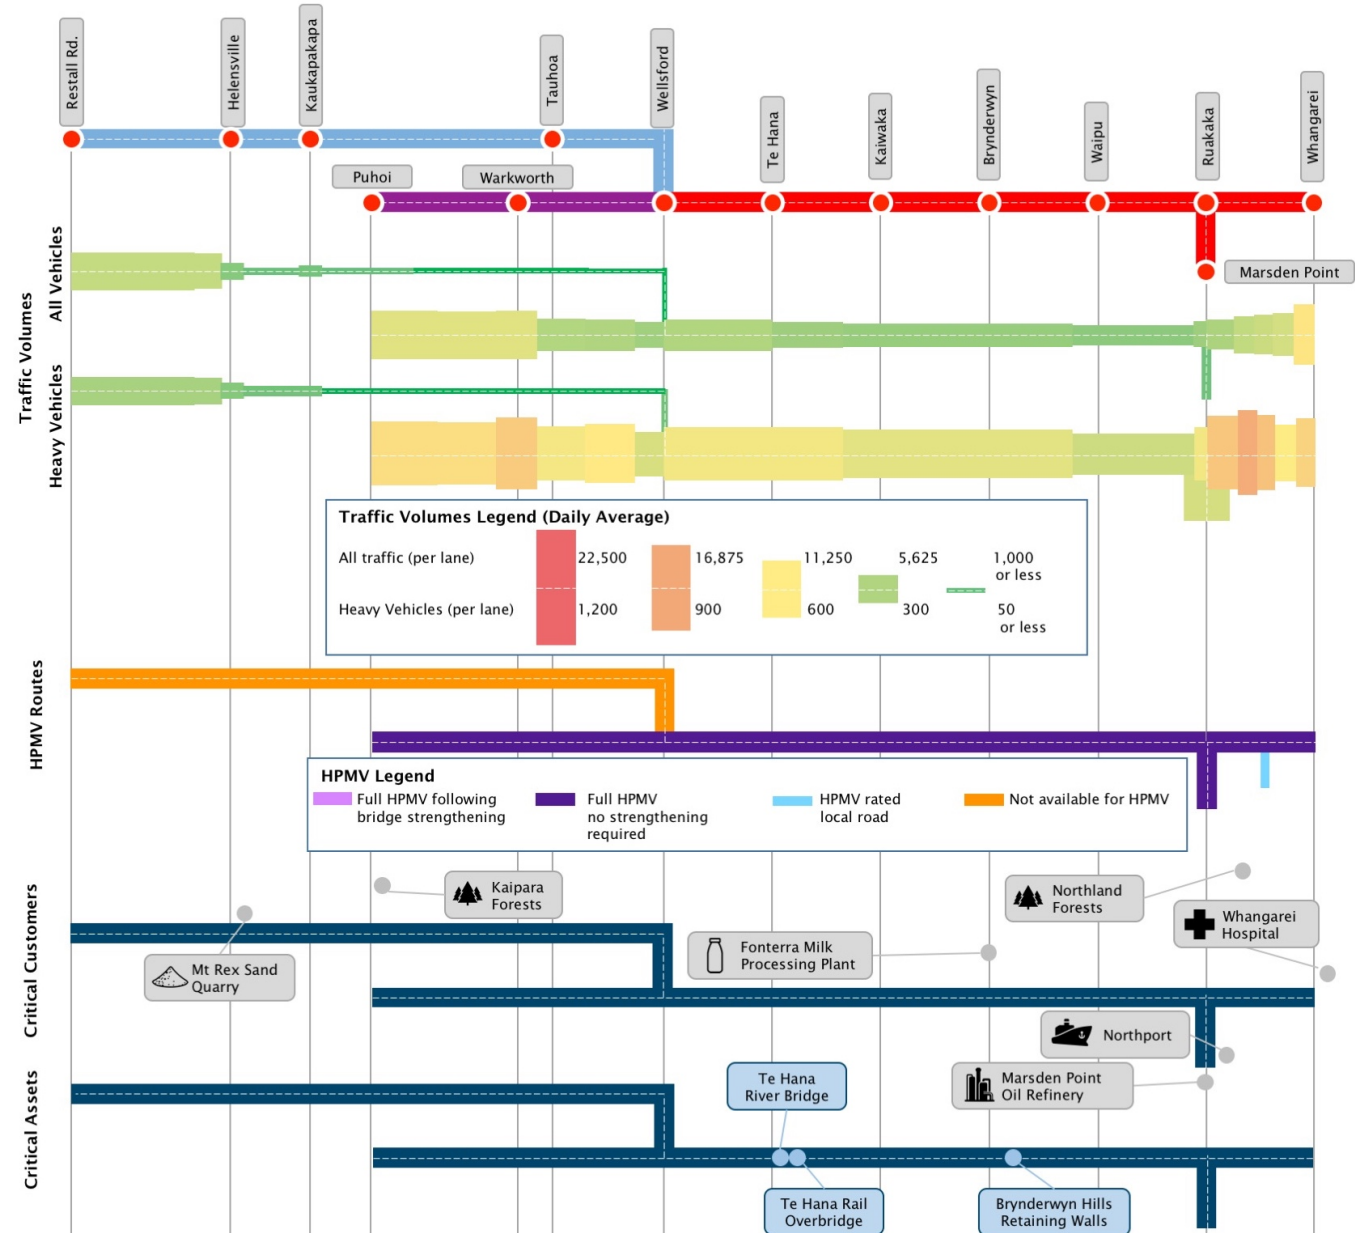 Restall Rd.
Helensville
Kaukapakapa
Tauhoa
Wellsford
Te Hana
Kaiwaka
Brynderwyn
Waipu
Ruakaka
Whangarei
Puhoi
Warkworth
Marsden Point
Traffic Volumes
All Vehicles
Heavy Vehicles
Traffic Volumes Legend (Daily Average)
All traffic (per lane)
22,500
16,875
11,250
5,625
1,000
or less
Heavy Vehicles (per lane)
1,200
900
600
300
50
or less
HPMV Routes
HPMV Legend
Full HPMV following
bridge strengthening
Full HPMV
no strengthening
required
HPMV rated
local road
Not available for HPMV
Critical Customers
Kaipara
Forests
Northland
Forests
Whangarei
Hospital
Mt Rex Sand
Quarry
Fonterra Milk
Processing Plant
Northport
Marsden Point
Oil Refinery
Critical Assets
Te Hana
River Bridge
Te Hana Rail
Overbridge
Brynderwyn Hills
Retaining Walls